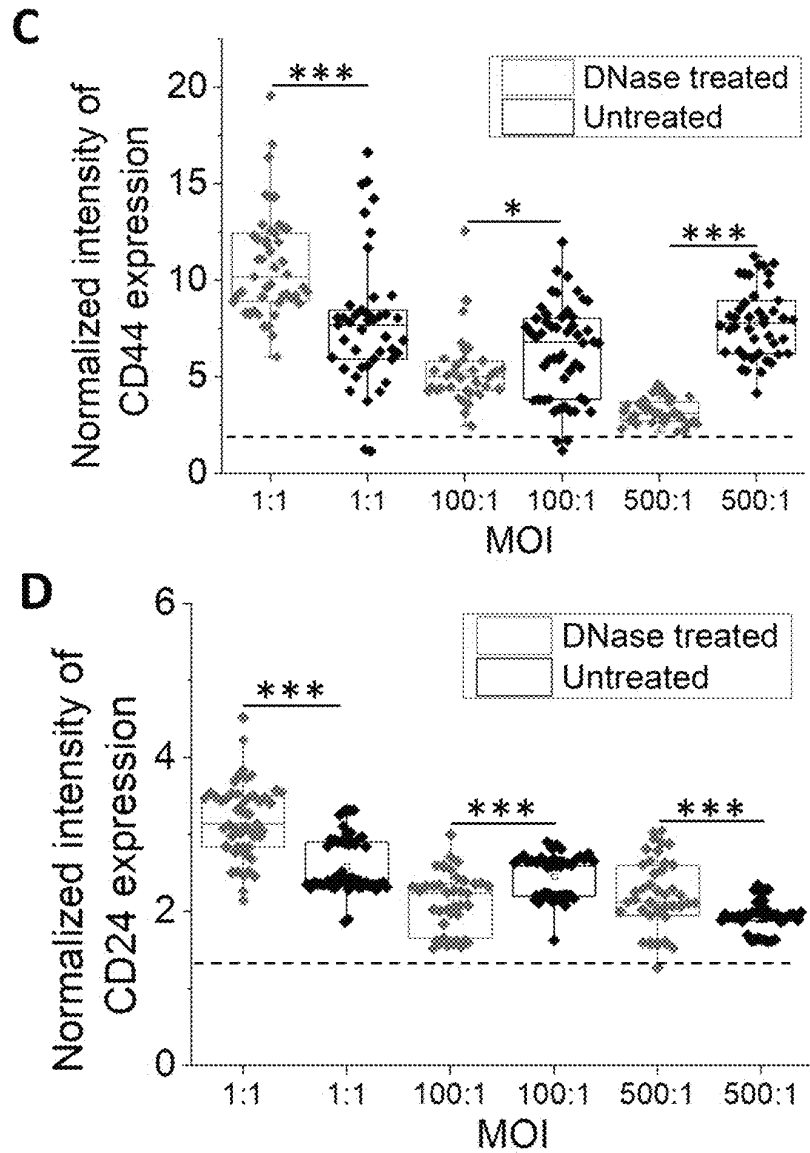 C
Normalized intensity of
CD44 expression
20
15
10
5
0
***
*
***
DNase treated
Untreated
1:1 1:1 100:1 100:1 500:1 500:1
MOI
D
Normalized intensity of
CD24 expression
6
4
2
0
***
***
***
DNase treated
Untreated
1:1 1:1 100:1 100:1 500:1 500:1
MOI